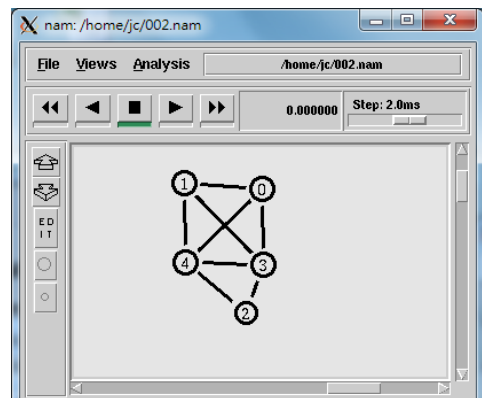 nam: /home/jc/002.nam
File Views Analysis /home/jc/002.nam
0.000000 Step: 2.0ms
1 0
ED
IT
4 3
2